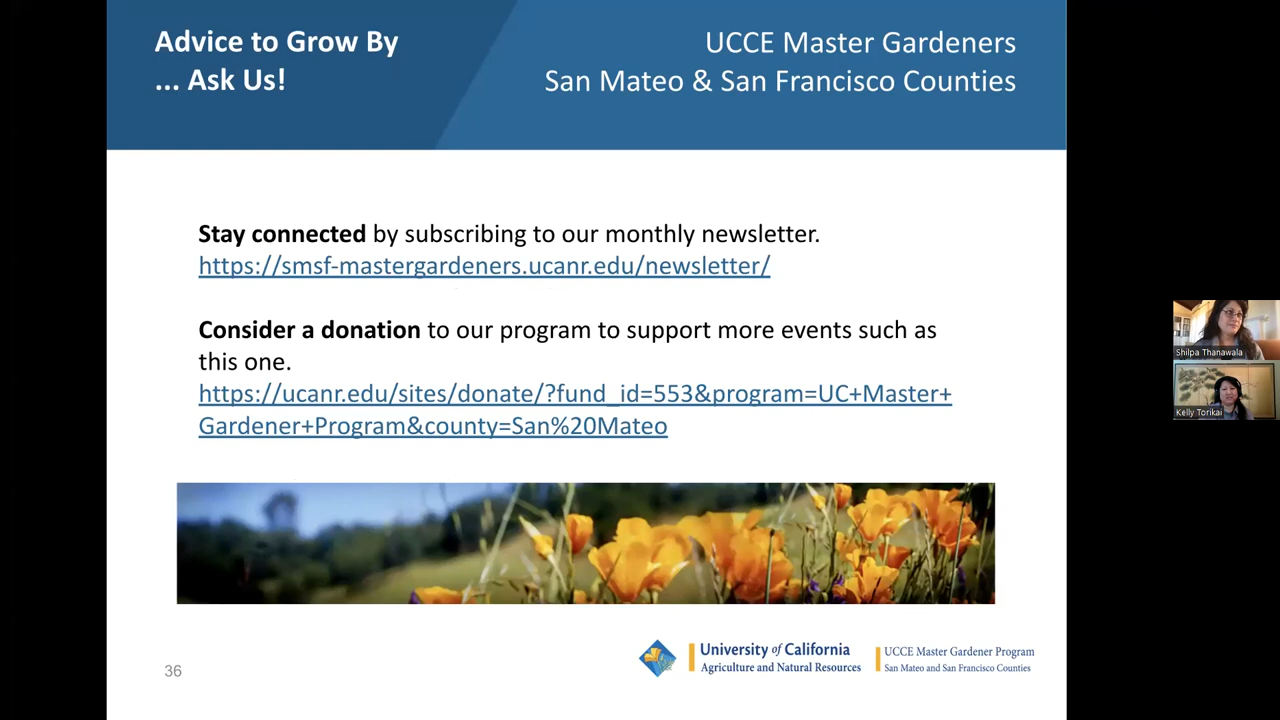 Advice to Grow By
... Ask Us!
UCCE Master Gardeners
San Mateo & San Francisco Counties
Stay connected by subscribing to our monthly newsletter.
https://smsf-mastergardeners.ucanr.edu/newsletter/
Consider a donation to our program to support more events such as
this one.
https://ucanr.edu/sites/donate/?fund_id=553&program=UC+Master+
Gardener+Program&county=San%20Mateo
36
University of California
Agriculture and Natural Resources
UCCE Master Gardener Program
San Mateo and San Francisco Counties
Shilpa Thanawala
Kelly Torikai